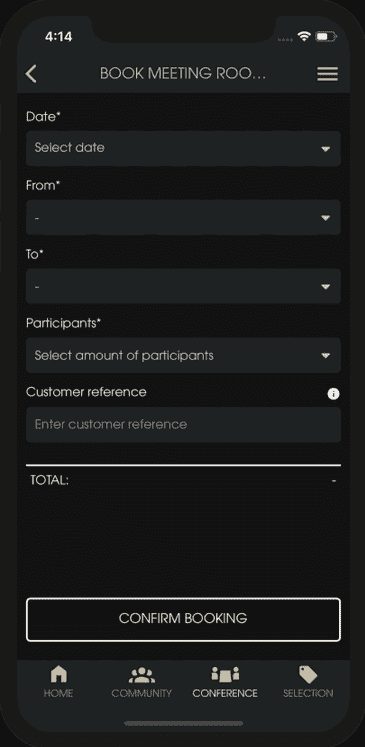 4:14
BOOK MEETING ROO...
Date*
Select date
From*
-
To*
-
Participants*
Select amount of participants
Customer reference
Enter customer reference
TOTAL: -
CONFIRM BOOKING
HOME COMMUNITY CONFERENCE SELECTION